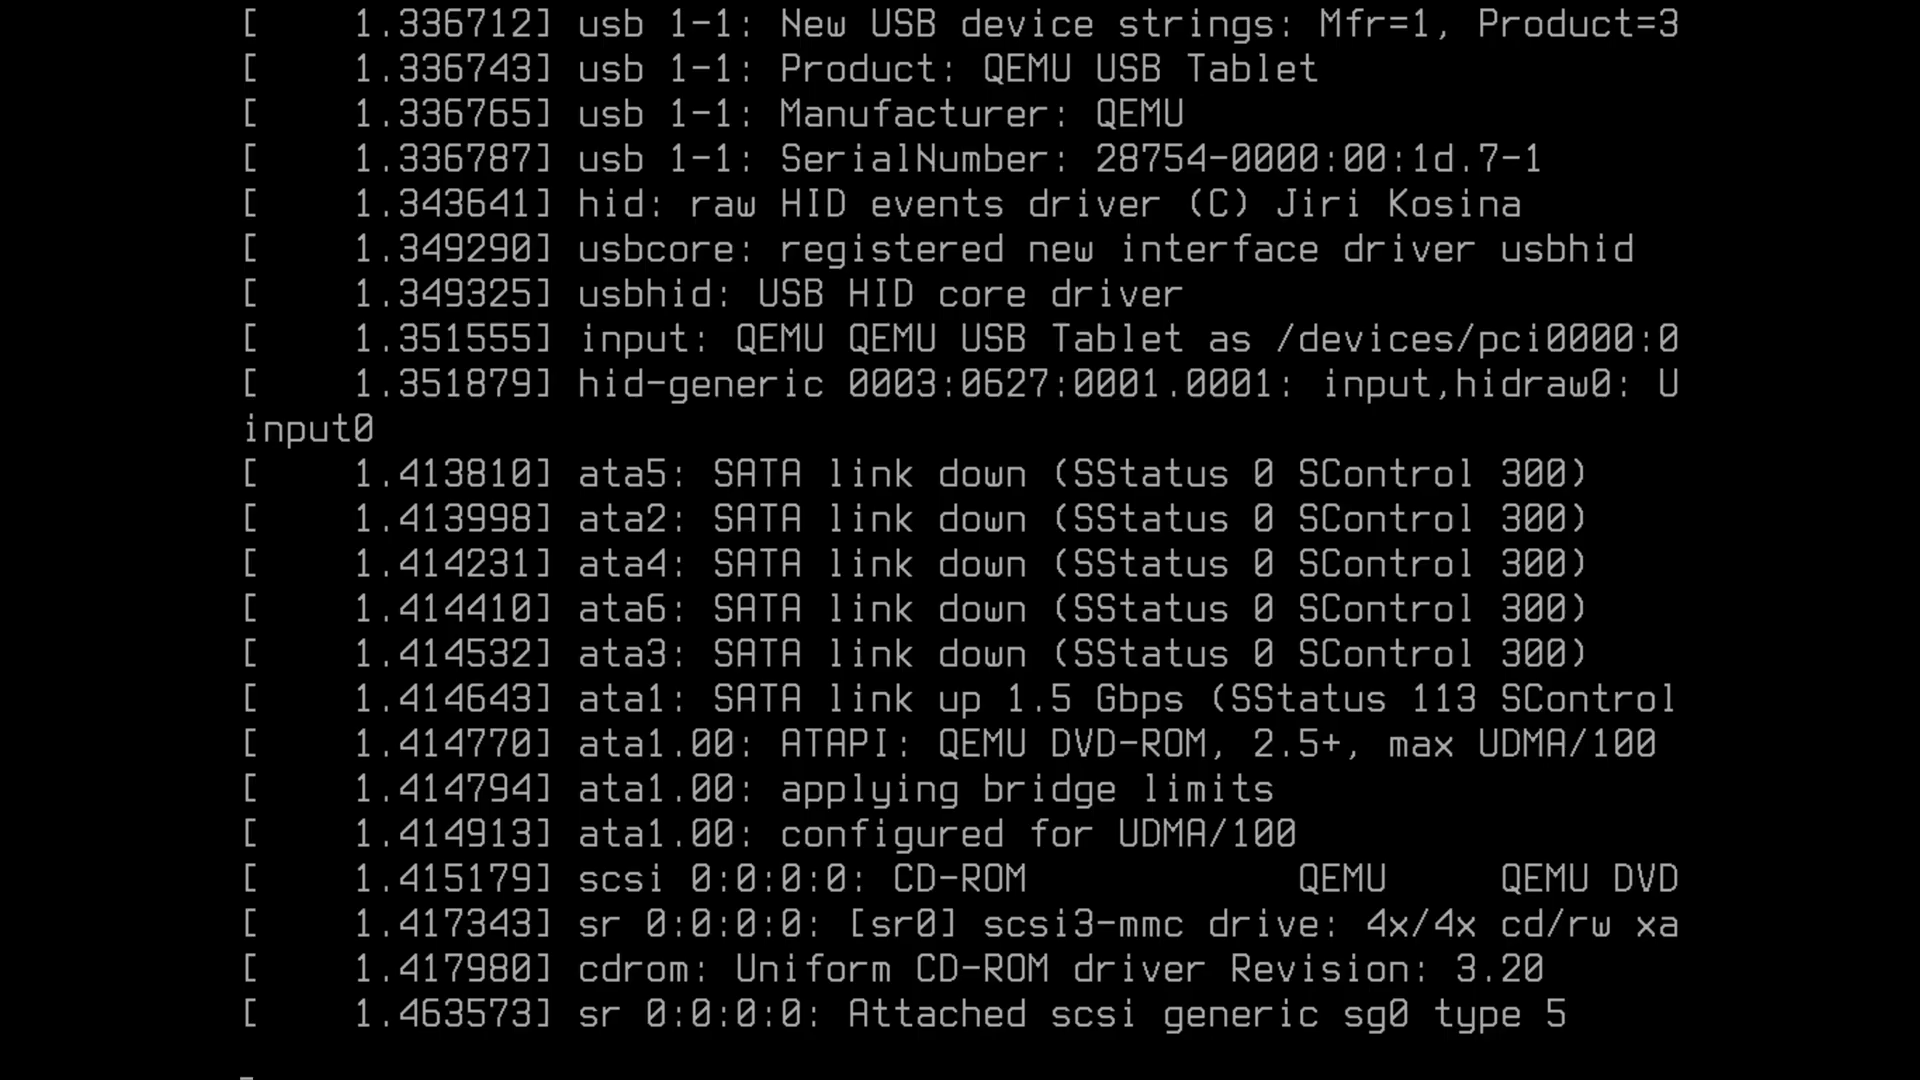 [    1.336712] usb 1-1: New USB device strings: Mfr=1, Product=3
[    1.336743] usb 1-1: Product: QEMU USB Tablet
[    1.336765] usb 1-1: Manufacturer: QEMU
[    1.336787] usb 1-1: SerialNumber: 28754-0000:00:1d.7-1
[    1.343641] hid: raw HID events driver (C) Jiri Kosina
[    1.349290] usbcore: registered new interface driver usbhid
[    1.349325] usbhid: USB HID core driver
[    1.351555] input: QEMU QEMU USB Tablet as /devices/pci0000:0
[    1.351879] hid-generic 0003:0627:0001.0001: input,hidraw0: U
input0
[    1.413810] ata5: SATA link down (SStatus 0 SControl 300)
[    1.413998] ata2: SATA link down (SStatus 0 SControl 300)
[    1.414231] ata4: SATA link down (SStatus 0 SControl 300)
[    1.414410] ata6: SATA link down (SStatus 0 SControl 300)
[    1.414532] ata3: SATA link down (SStatus 0 SControl 300)
[    1.414643] ata1: SATA link up 1.5 Gbps (SStatus 113 SControl
[    1.414770] ata1.00: ATAPI: QEMU DVD-ROM, 2.5+, max UDMA/100
[    1.414794] ata1.00: applying bridge limits
[    1.414913] ata1.00: configured for UDMA/100
[    1.415179] scsi 0:0:0:0: CD-ROM            QEMU     QEMU DVD
[    1.417343] sr 0:0:0:0: [sr0] scsi3-mmc drive: 4x/4x cd/rw xa
[    1.417980] cdrom: Uniform CD-ROM driver Revision: 3.20
[    1.463573] sr 0:0:0:0: Attached scsi generic sg0 type 5